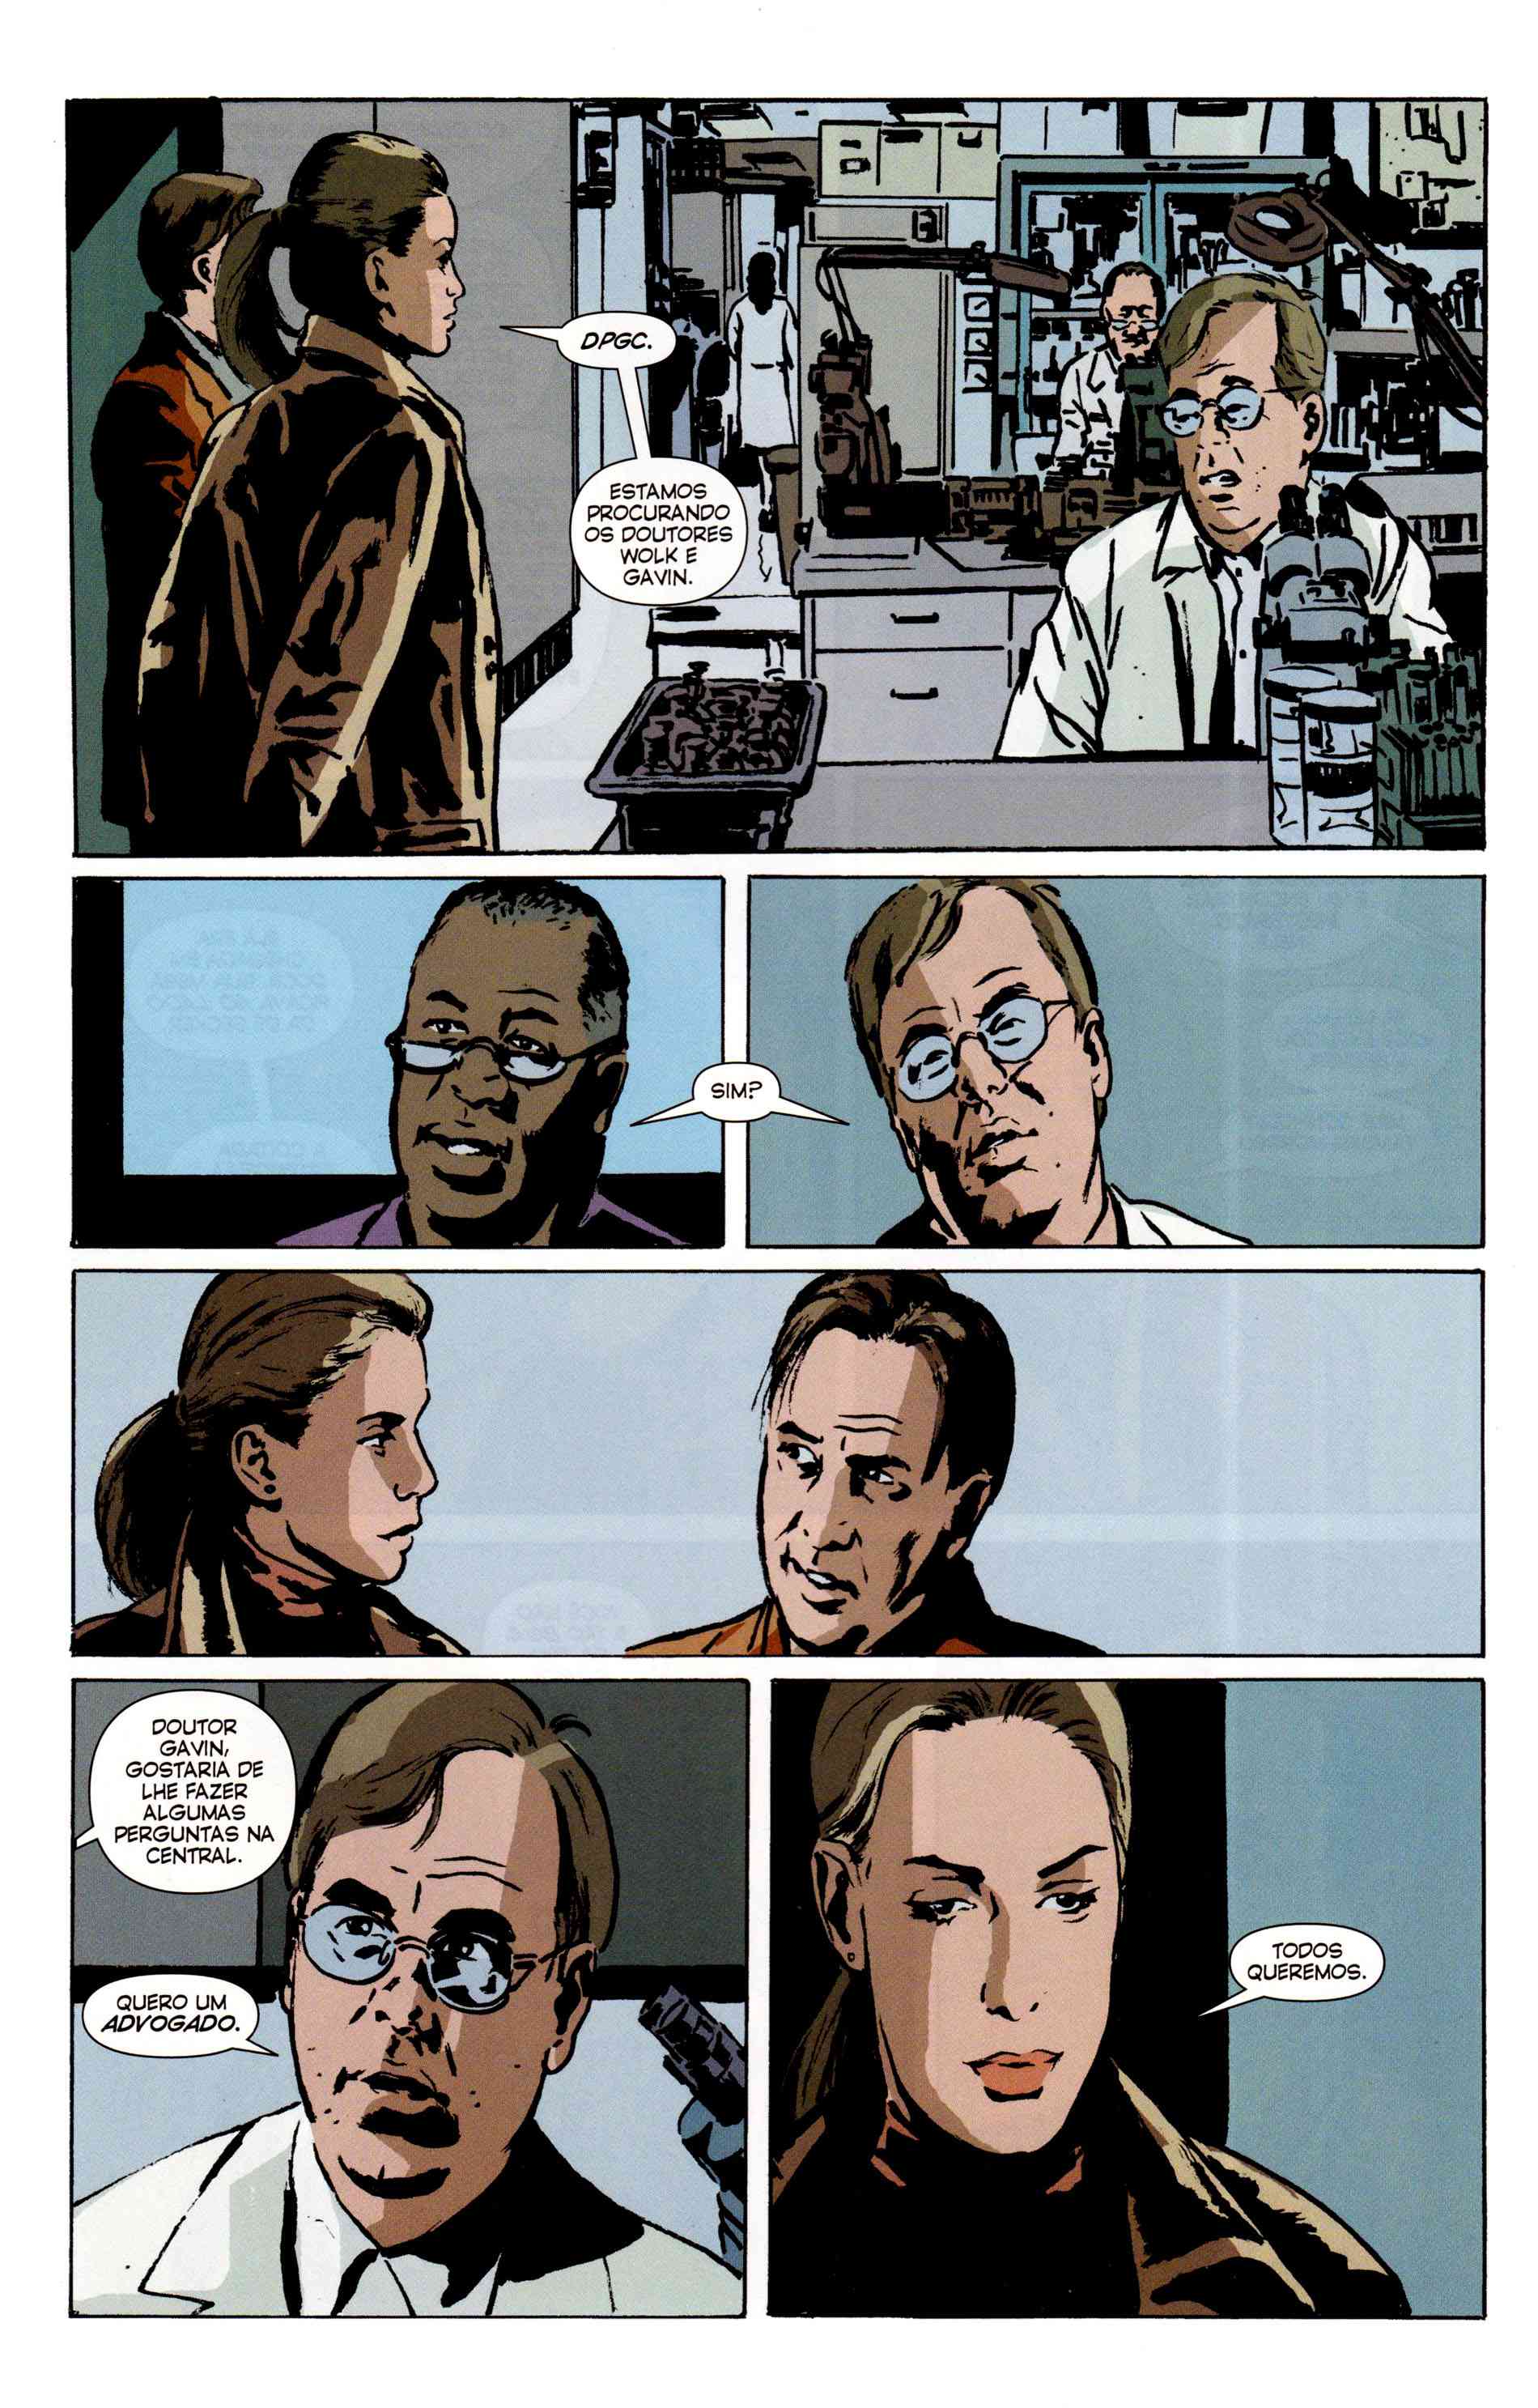 DPGC.
ESTAMOS
PROCURANDO
OS DOUTORES
WOLK E
GAVIN.
SIM?
DOUTOR
GAVIN,
GOSTARIA DE
LHE FAZER
ALGUMAS
PERGUNTAS NA
CENTRAL.
QUERO UM
ADVOGADO.
TODOS
QUEREMOS.